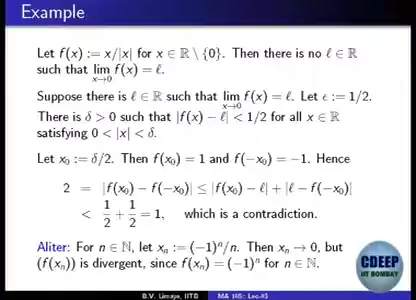 Example
Let f(x) := x/|x| for x ∈ ℝ \ {0}. Then there is no ℓ ∈ ℝ
such that lim f(x) = ℓ.
x→0
Suppose there is ℓ ∈ ℝ such that lim f(x) = ℓ. Let ϵ := 1/2.
x→0
There is δ > 0 such that |f(x) − ℓ| < 1/2 for all x ∈ ℝ
satisfying 0 < |x| < δ.
Let x₀ := δ/2. Then f(x₀) = 1 and f(−x₀) = −1. Hence
2 = |f(x₀) − f(−x₀)| ≤ |f(x₀) − ℓ| + |ℓ − f(−x₀)|
< 1/2 + 1/2 = 1, which is a contradiction.
Aliter: For n ∈ ℕ, let xₙ := (−1)ⁿ/n. Then xₙ → 0, but
(f(xₙ)) is divergent, since f(xₙ) = (−1)ⁿ for n ∈ ℕ.
CDEEP
IIT BOMBAY
B.V. Limaye, IITB MA 105: Lec-03